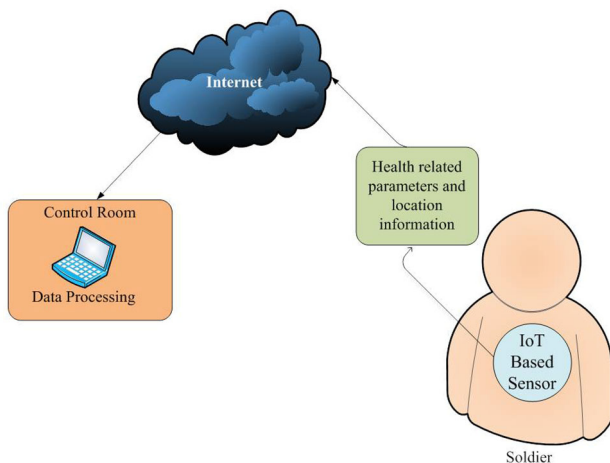 Internet
Health related
parameters and
location
information
Control Room
Data Processing
IoT
Based
Sensor
Soldier